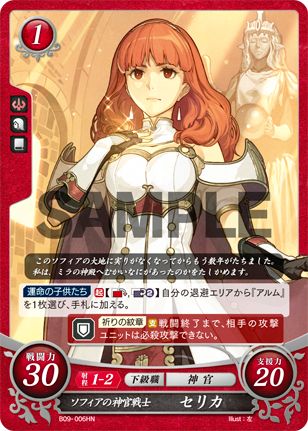 1
SAMPLE
このソフィアの大地に実りがなくなってからもう数年がたちました。
私は、ミラの神殿へむかいなにがあったのかをたしかめます。
運命の子供たち 起【■、■2】自分の退避エリアから『アルム』
を1枚選び、手札に加える。
祈りの紋章 支 戦闘終了まで、相手の攻撃
ユニットは必殺攻撃できない。
戦闘力
30
射程 1-2 下級職 神官
支援力
20
ソフィアの神官戦士 セリカ
B09-006HN
Illust：左